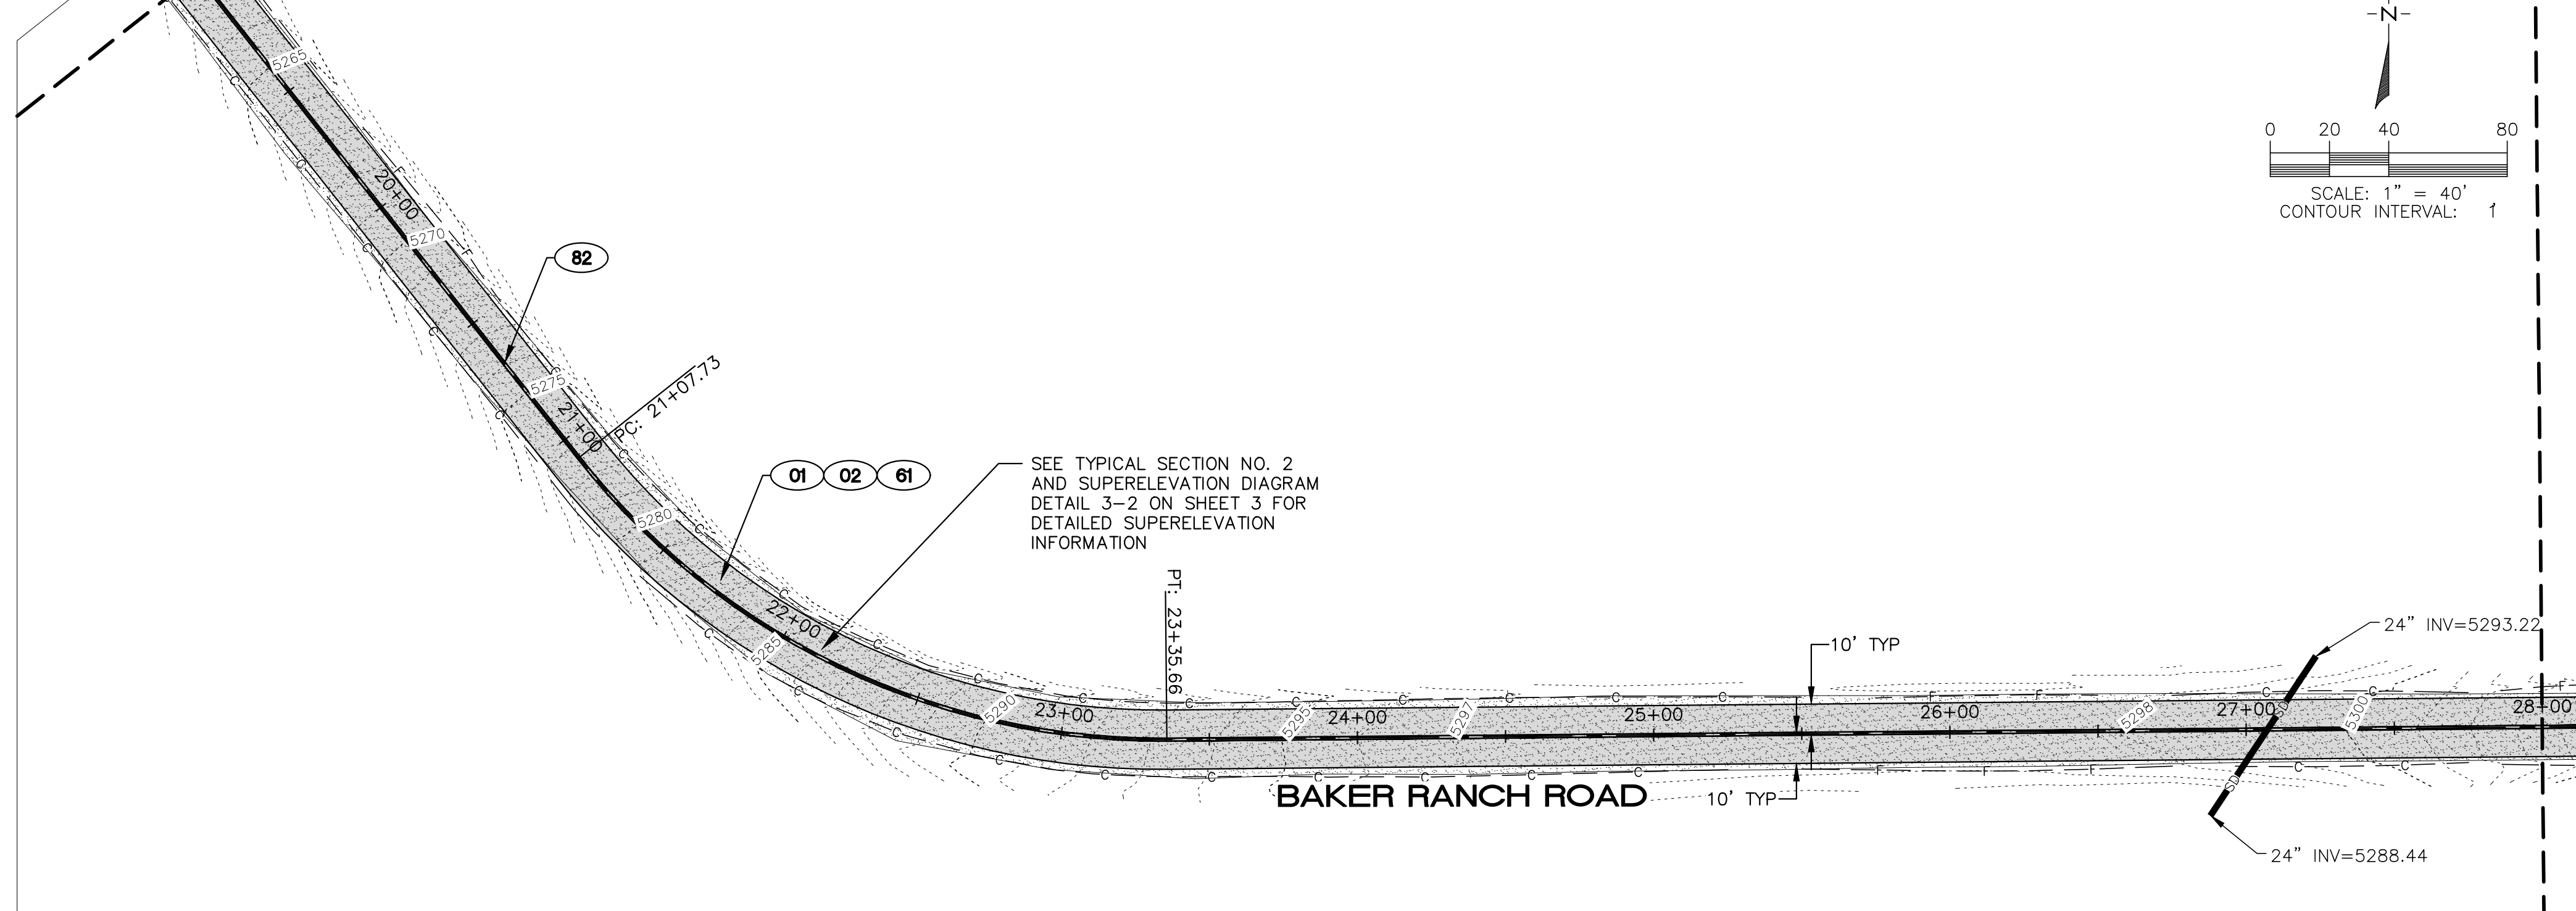 -N-
0 20 40 80
SCALE: 1" = 40'
CONTOUR INTERVAL: 1'
5265
C
C
F
20+00
5270
C
F
82
C
C
5275
C
21+00
PC: 21+07.73
C
01 02 61
SEE TYPICAL SECTION NO. 2
AND SUPERELEVATION DIAGRAM
DETAIL 3-2 ON SHEET 3 FOR
DETAILED SUPERELEVATION
INFORMATION
5280
C
C
22+00
C
5285
C
C
C
PT: 23+35.66
C
5290
23+00
C
C
C
C
C C C C C F F C C F
10' TYP
24" INV=5293.22
5295
24+00
5297
25+00
26+00
5298
27+00
SD
5300
28+00
C C C C C F F F C C
BAKER RANCH ROAD
10' TYP
SD
24" INV=5288.44